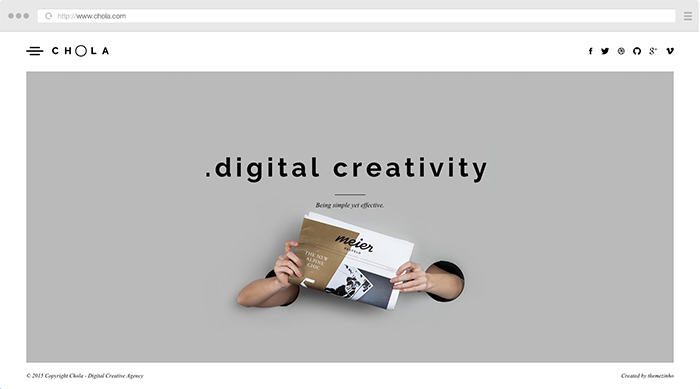 http://www.chola.com
CHOLA
.digital creativity
Being simple yet effective.
meier
THE NEW
ALPINE
CHIC
© 2015 Copyright Chola - Digital Creative Agency
Created by themezinho